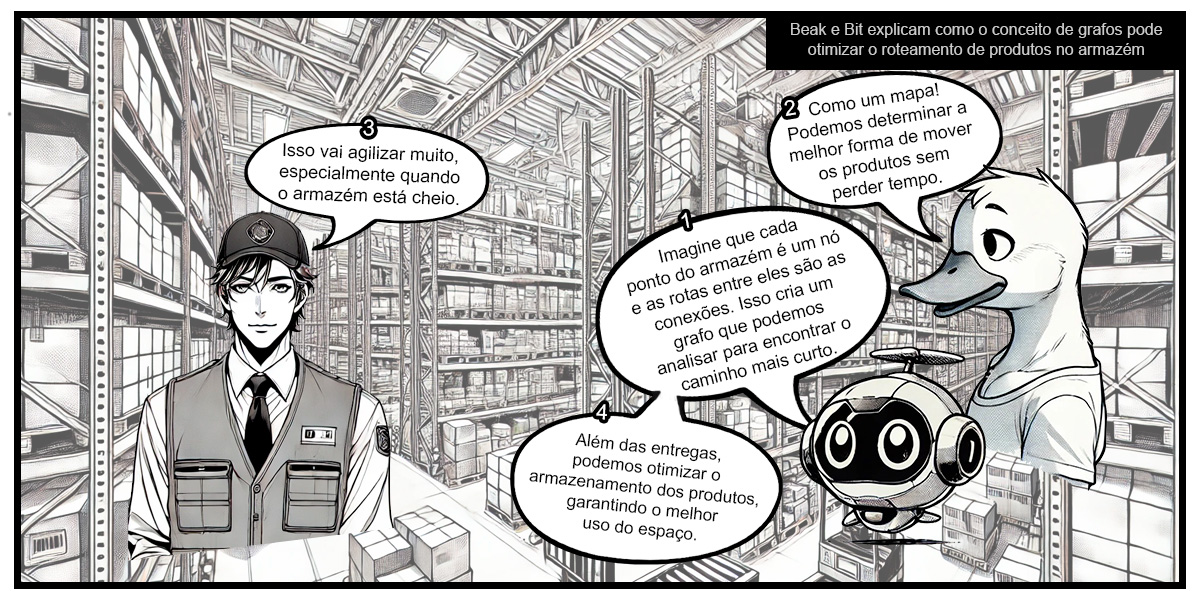 Beak e Bit explicam como o conceito de grafos pode
otimizar o roteamento de produtos no armazém
1
Imagine que cada
ponto do armazém é um nó
e as rotas entre eles são as
conexões. Isso cria um
grafo que podemos
analisar para encontrar o
caminho mais curto.
2
Como um mapa!
Podemos determinar a
melhor forma de mover
os produtos sem
perder tempo.
3
Isso vai agilizar muito,
especialmente quando
o armazém está cheio.
4
Além das entregas,
podemos otimizar o
armazenamento dos produtos,
garantindo o melhor
uso do espaço.